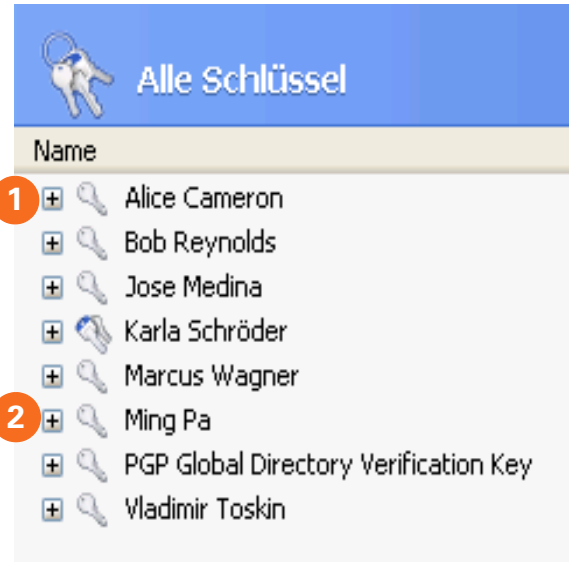 Alle Schlüssel
Name
1 Alice Cameron
Bob Reynolds
Jose Medina
Karla Schröder
Marcus Wagner
2 Ming Pa
PGP Global Directory Verification Key
Vladimir Toskin